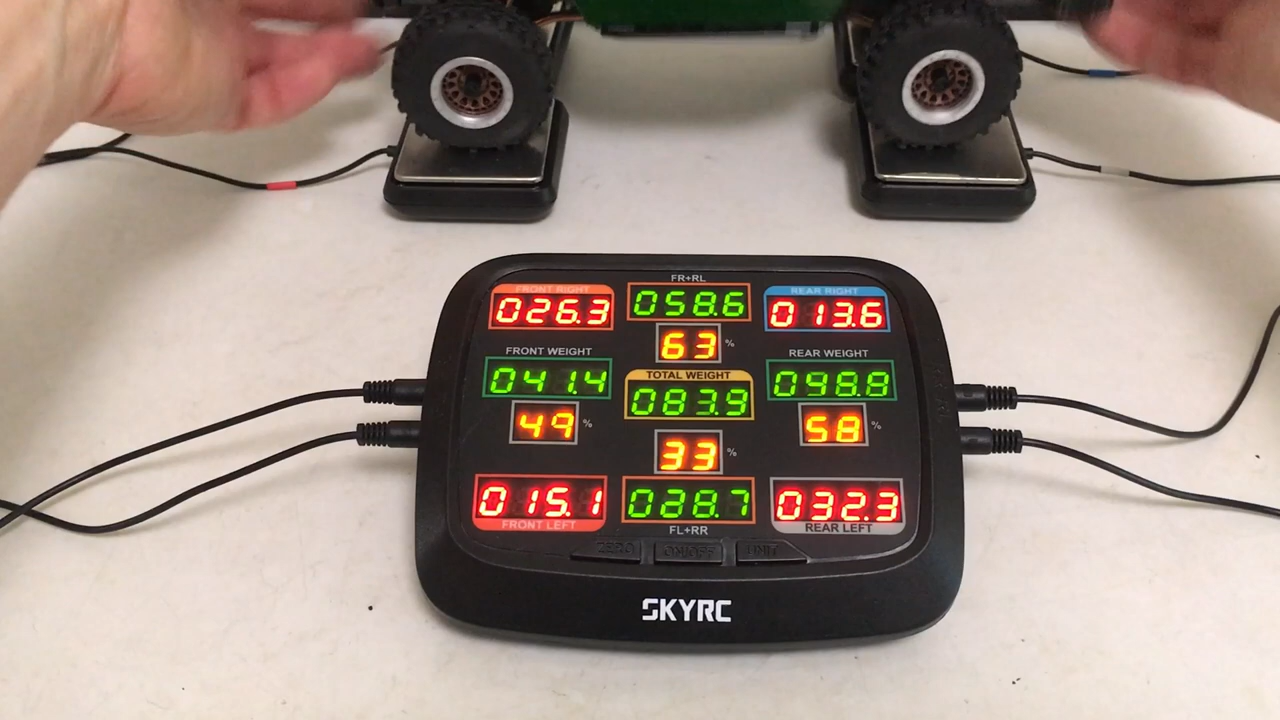 FR+RL
FRONT RIGHT
REAR RIGHT
026.3
058.6
013.6
63 %
FRONT WEIGHT
REAR WEIGHT
TOTAL WEIGHT
041.4
083.9
49 %
58 %
33 %
015.1
028.7
032.3
FRONT LEFT
FL+RR
REAR LEFT
ZERO
ON/OFF
UNIT
SKYRC